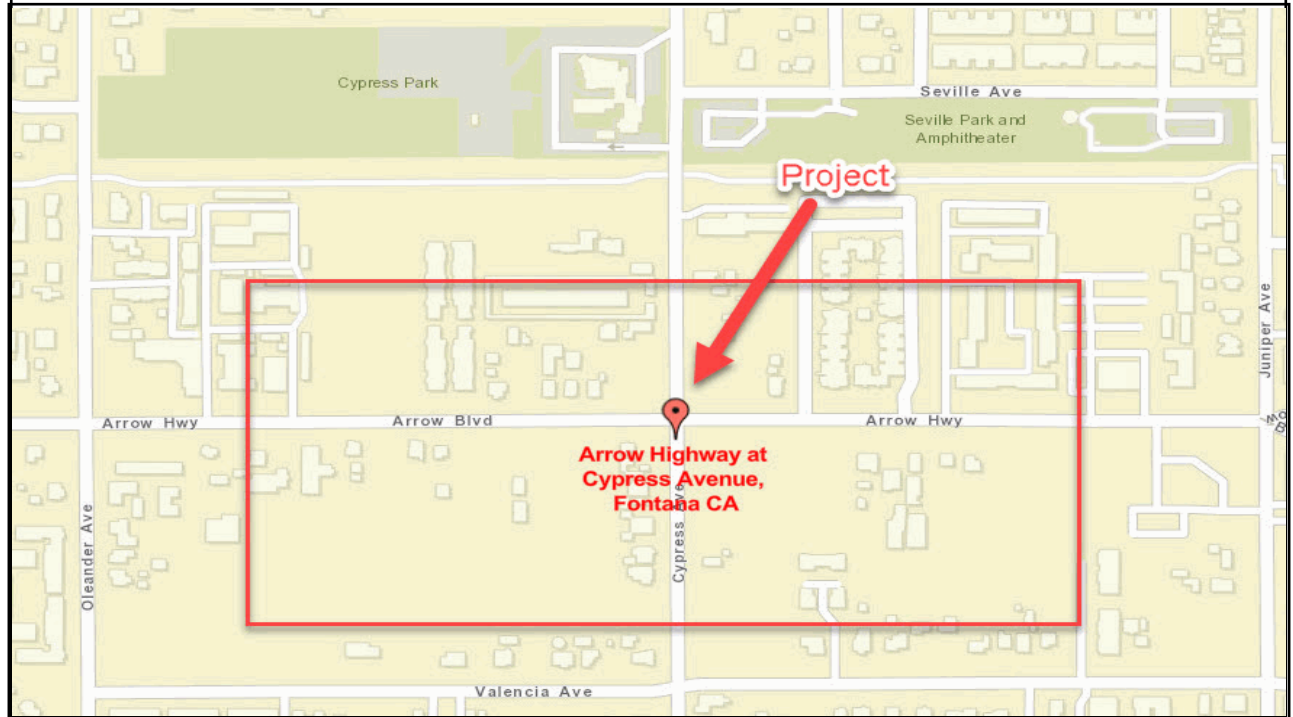 Cypress Park
Seville Ave
Seville Park and
Amphitheater
Project
Juniper Ave
Arrow Hwy
Arrow Blvd
Arrow Hwy
Arrow Highway at
Cypress Avenue,
Fontana CA
Cypress Ave
Oleander Ave
Valencia Ave